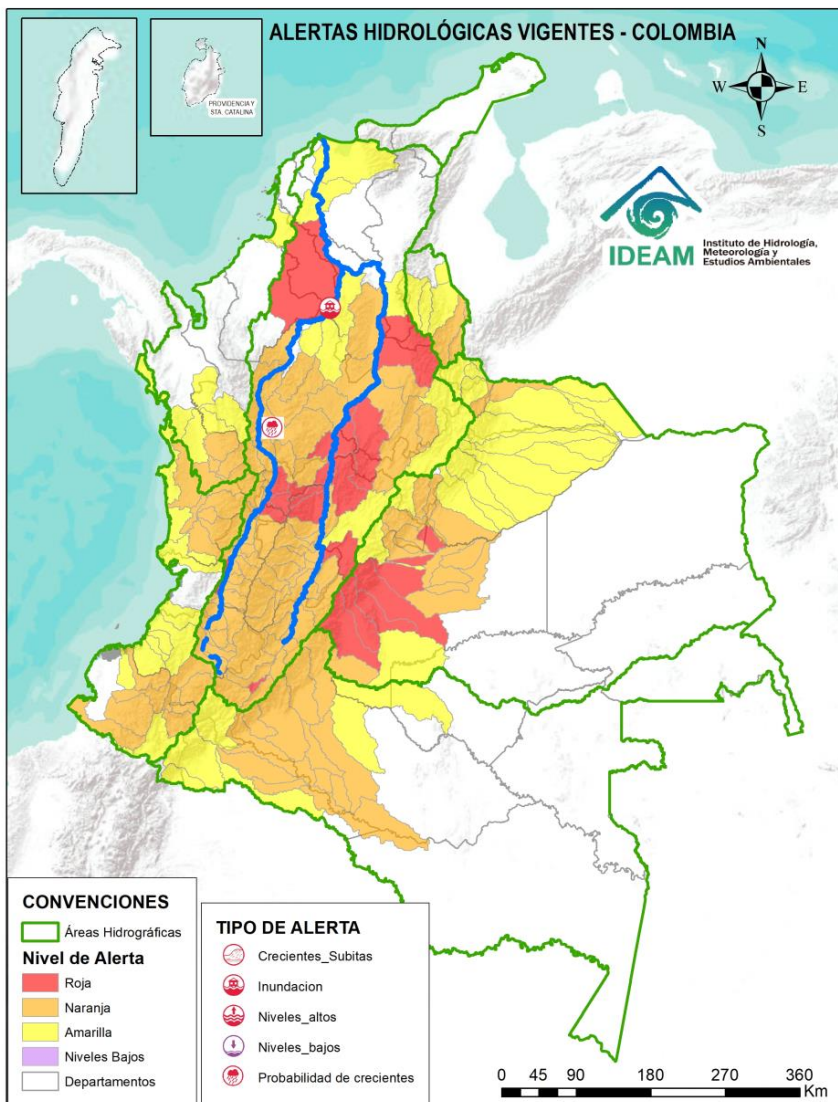 ALERTAS HIDROLÓGICAS VIGENTES - COLOMBIA
PROVIDENCIA Y
STA. CATALINA
N
W
E
S
IDEAM
Instituto de Hidrología,
Meteorología y
Estudios Ambientales
CONVENCIONES
Áreas Hidrográficas
Nivel de Alerta
Roja
Naranja
Amarilla
Niveles Bajos
Departamentos
TIPO DE ALERTA
Crecientes_Subitas
Inundacion
Niveles_altos
Niveles_bajos
Probabilidad de crecientes
0 45 90 180 270 360
Km